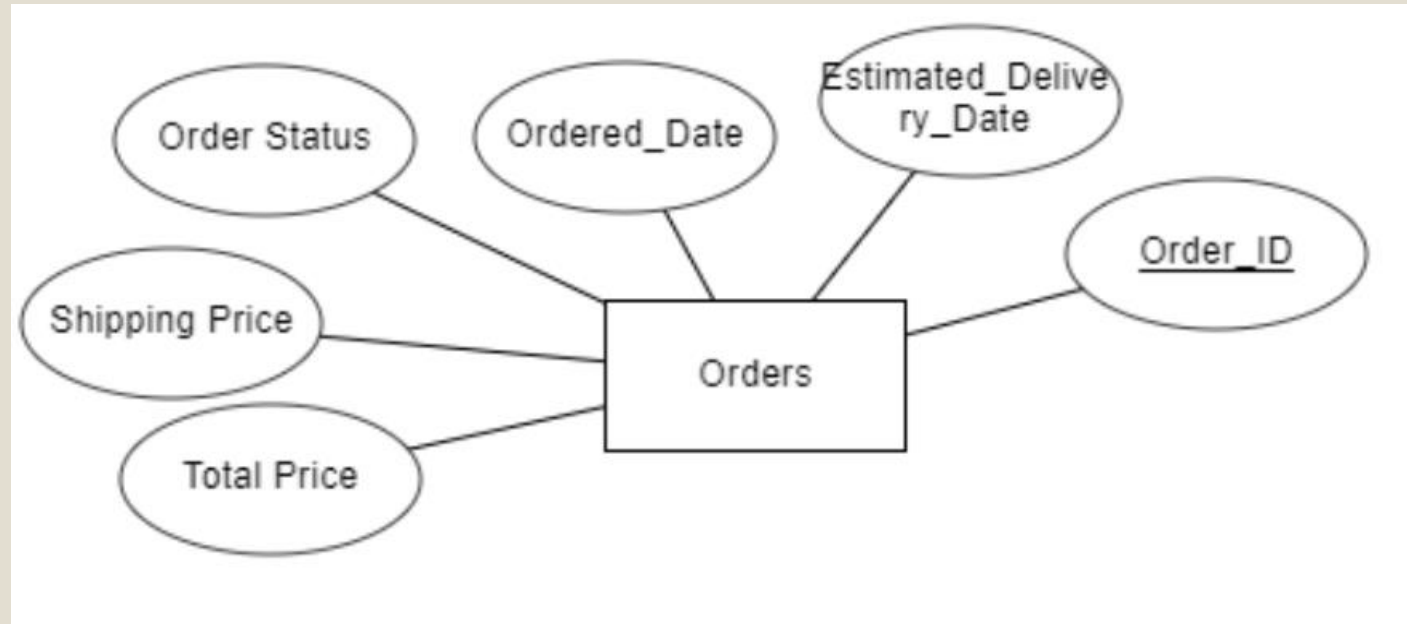 Order Status
Ordered_Date
Estimated_Delive
ry_Date
Order_ID
Shipping Price
Orders
Total Price